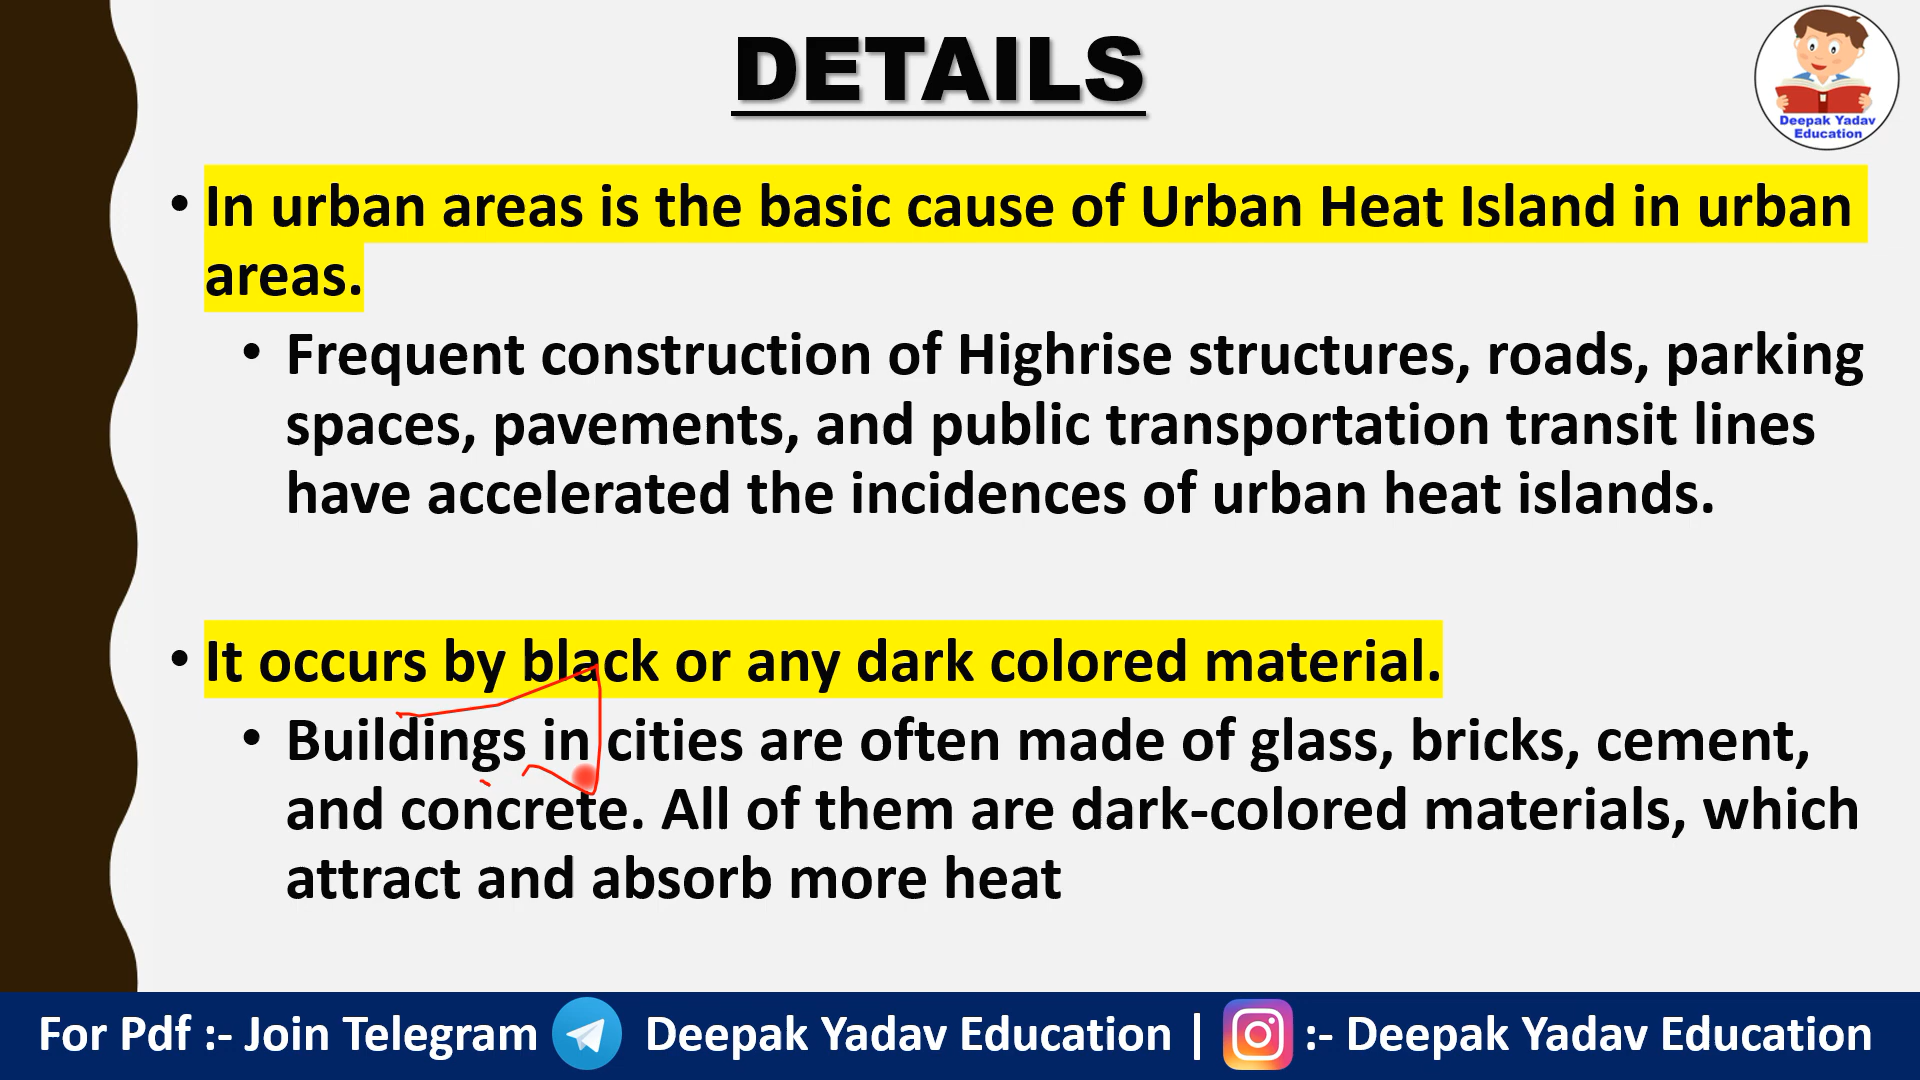 DETAILS
Deepak Yadav
Education
• In urban areas is the basic cause of Urban Heat Island in urban
areas.
• Frequent construction of Highrise structures, roads, parking
spaces, pavements, and public transportation transit lines
have accelerated the incidences of urban heat islands.
• It occurs by black or any dark colored material.
• Buildings in cities are often made of glass, bricks, cement,
and concrete. All of them are dark-colored materials, which
attract and absorb more heat
For Pdf :- Join Telegram Deepak Yadav Education | :- Deepak Yadav Education